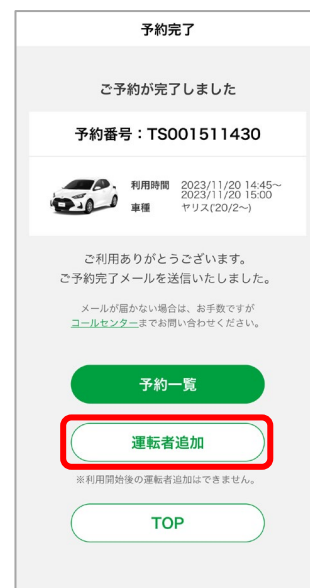 予約完了
ご予約が完了しました
予約番号：TS001511430
利用時間 2023/11/20 14:45~
2023/11/20 15:00
車種 ヤリス('20/2~)
ご利用ありがとうございます。
ご予約完了メールを送信いたしました。
メールが届かない場合は、お手数ですが
コールセンターまでお問い合わせください。
予約一覧
運転者追加
※利用開始後の運転者追加はできません。
TOP